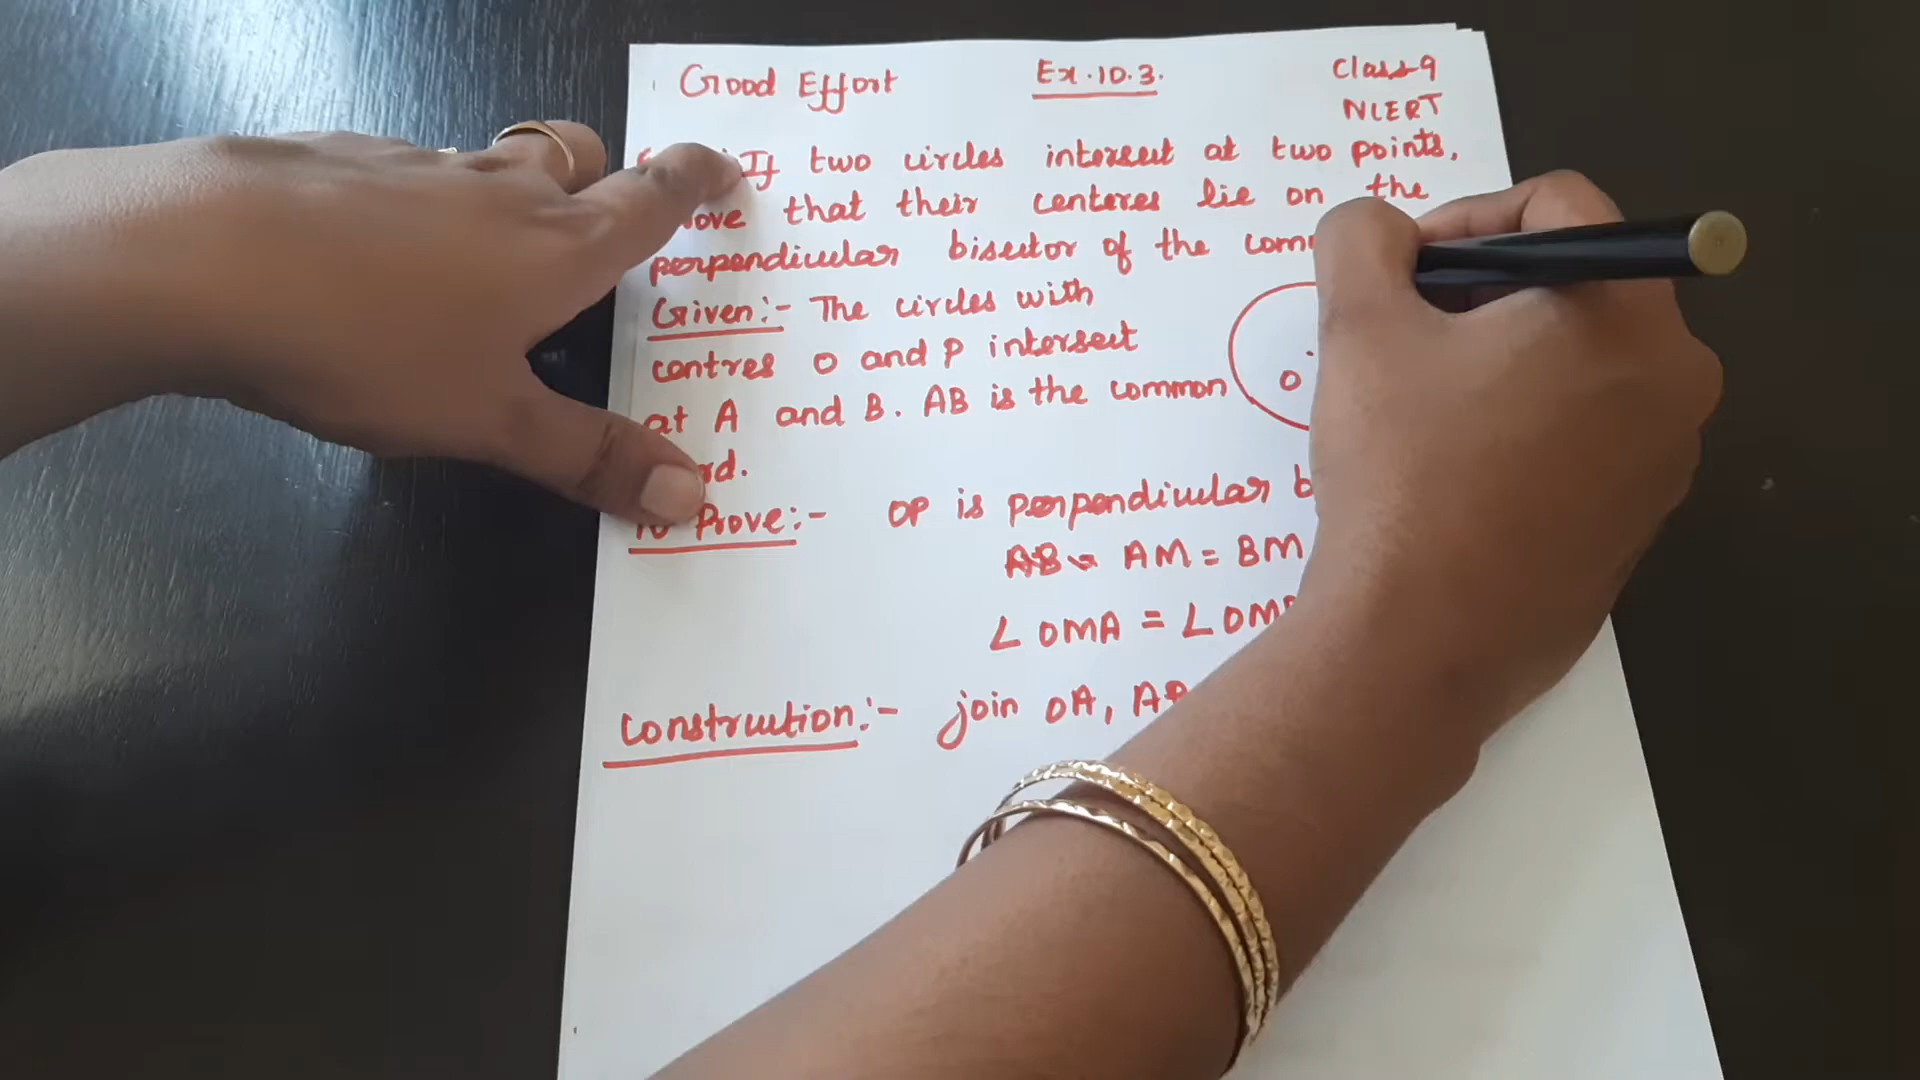 Good Effort Ex.10.3. Class-9
NCERT
If two circles intersect at two points,
that their centeres lie on the
perpendicular bisector of the
Given:- The circles with
centres O and P intersect
at A and B. AB is the common
To Prove:- OP is perpendicular
AB AM = BM
∠ OMA = ∠
Construction:- join OA,
O